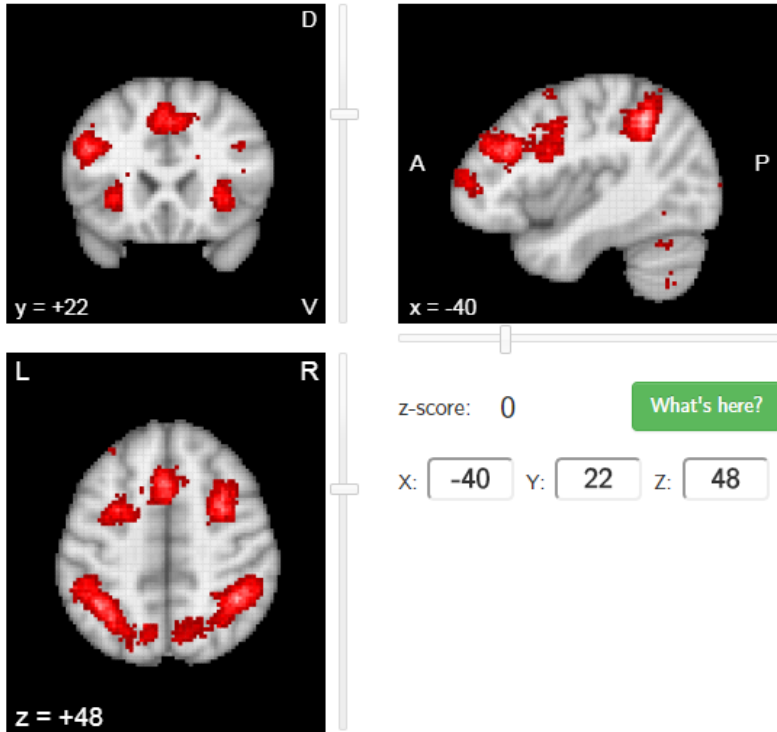 D
y = +22
V
A
P
x = -40
L
R
z = +48
z-score: 0
What's here?
X: -40 Y: 22 Z: 48